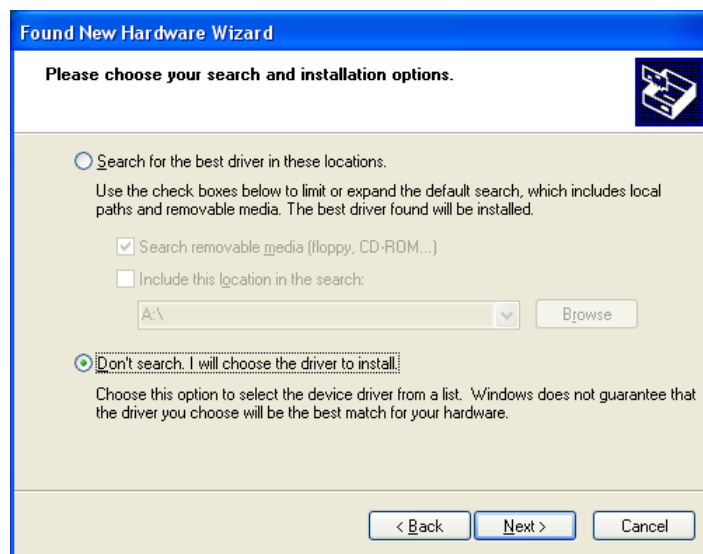 Found New Hardware Wizard
Please choose your search and installation options.
Search for the best driver in these locations.
Use the check boxes below to limit or expand the default search, which includes local
paths and removable media. The best driver found will be installed.
Search removable media (floppy, CD-ROM...)
Include this location in the search:
A:\
Browse
Don't search. I will choose the driver to install.
Choose this option to select the device driver from a list.  Windows does not guarantee that
the driver you choose will be the best match for your hardware.
< Back
Next >
Cancel